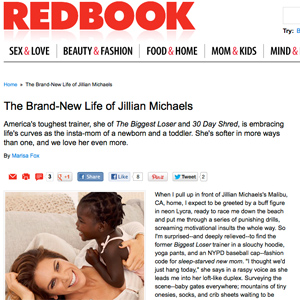 REDBOOK
Try: B
SEX & LOVE BEAUTY & FASHION FOOD & HOME MOM & KIDS MIND &
Home » The Brand-New Life of Jillian Michaels
The Brand-New Life of Jillian Michaels
America's toughest trainer, she of The Biggest Loser and 30 Day Shred, is embracing
life's curves as the insta-mom of a newborn and a toddler. She's softer in more ways
than one, and we love her even more.
By Marisa Fox
3
When I pull up in front of Jillian Michaels's Malibu,
CA, home, I expect to be greeted by a buff figure
in neon Lycra, ready to race me down the beach
and put me through a series of punishing drills,
screaming motivational insults the whole way. So
I'm surprised--and deeply relieved--to find the
former Biggest Loser trainer in a slouchy hoodie,
yoga pants, and an NYPD baseball cap--fashion
code for sleep-starved new mom. "I thought we'd
just hang today," she says in a raspy voice as she
leads me into her loft-like duplex. Surveying the
scene--baby gates everywhere; mountains of tiny
onesies, socks, and crib sheets waiting to be